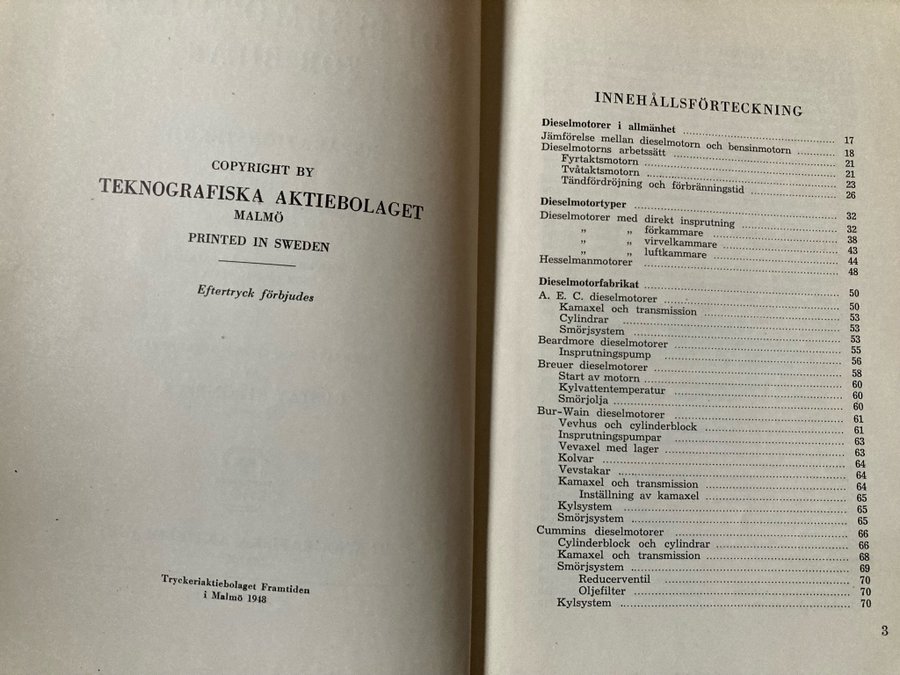 COPYRIGHT BY
TEKNOGRAFISKA AKTIEBOLAGET
MALMÖ
PRINTED IN SWEDEN
Eftertryck förbjudes
Tryckeriaktiebolaget Framtiden
i Malmö 1948
INNEHÅLLSFÖRTECKNING
Dieselmotorer i allmänhet 17
Jämförelse mellan dieselmotorn och bensinmotorn 18
Dieselmotorns arbetssätt 21
Fyrtaktsmotorn 21
Tvåtaktsmotorn 23
Tändfördröjning och förbränningstid 26
Dieselmotortyper 32
Dieselmotorer med direkt insprutning 32
„ „ förkammare 38
„ „ virvelkammare 43
„ „ luftkammare 44
Hesselmanmotorer 48
Dieselmotorfabrikat 50
A. E. C. dieselmotorer 50
Kamaxel och transmission 53
Cylindrar 53
Smörjsystem 53
Beardmore dieselmotorer 55
Insprutningspump 56
Breuer dieselmotorer 58
Start av motorn 60
Kylvattentemperatur 60
Smörjolja 60
Bur-Wain dieselmotorer 61
Vevhus och cylinderblock 61
Insprutningspumpar 63
Vevaxel med lager 63
Kolvar 64
Vevstakar 64
Kamaxel och transmission 64
Inställning av kamaxel 65
Kylsystem 65
Smörjsystem 65
Cummins dieselmotorer 66
Cylinderblock och cylindrar 66
Kamaxel och transmission 68
Smörjsystem 69
Reducerventil 70
Oljefilter 70
Kylsystem 70
3